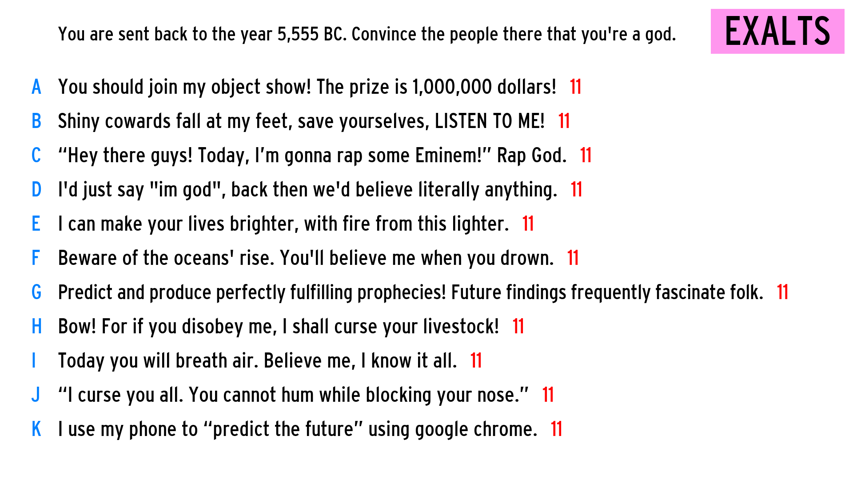 You are sent back to the year 5,555 BC. Convince the people there that you're a god.
EXALTS
A You should join my object show! The prize is 1,000,000 dollars! 11
B Shiny cowards fall at my feet, save yourselves, LISTEN TO ME! 11
C “Hey there guys! Today, I’m gonna rap some Eminem!” Rap God. 11
D I'd just say "im god", back then we'd believe literally anything. 11
E I can make your lives brighter, with fire from this lighter. 11
F Beware of the oceans' rise. You'll believe me when you drown. 11
G Predict and produce perfectly fulfilling prophecies! Future findings frequently fascinate folk. 11
H Bow! For if you disobey me, I shall curse your livestock! 11
I Today you will breath air. Believe me, I know it all. 11
J “I curse you all. You cannot hum while blocking your nose.” 11
K I use my phone to “predict the future” using google chrome. 11